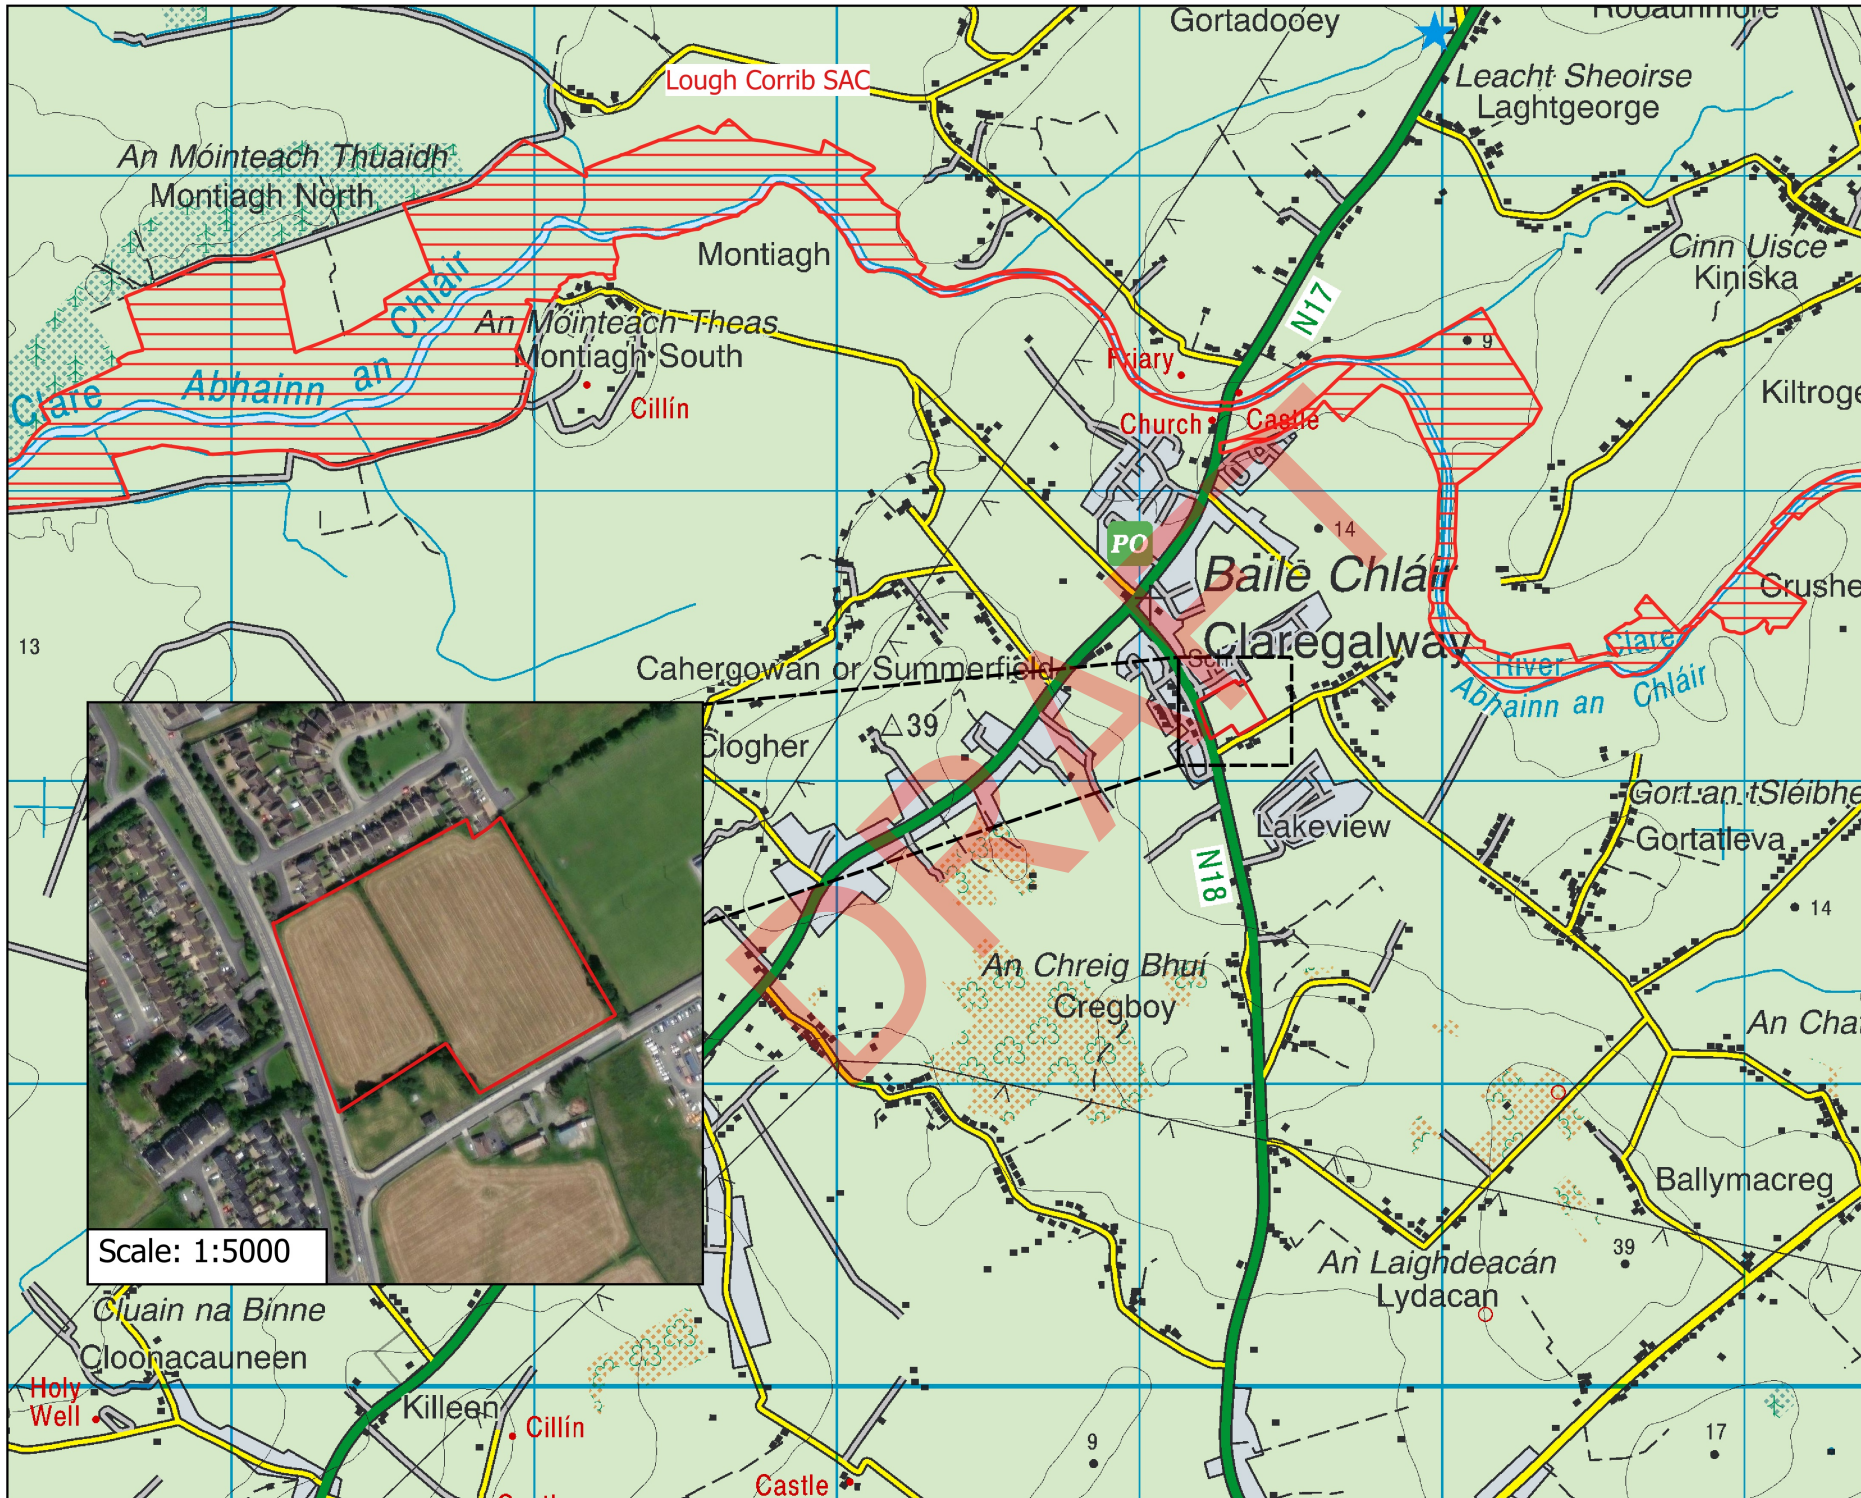 Gortadooey
Lough Corrib SAC
Leacht Sheoirse
Laghtgeorge
An Móinteach Thuaidh
Montiagh North
Montiagh
Cinn Uisce
Kiniska
N17
An Móinteach Theas
Montiagh South
Cillín
Clare
Abhainn an Chláir
Friary
Church
Castle
9
Kiltroge
14
PO
Baile Chláir
Claregalway
Crushe
13
Cahergowan or Summerfield
Sch
River Clare
Abhainn an Chláir
39
Clogher
Gort an tSléibhe
Gortatleva
Lakeview
N18
14
DRAFT
An Chreig Bhuí
Cregboy
An Chat
Ballymacreg
Scale: 1:5000
39
An Laighdeacán
Lydacan
Cluain na Binne
Cloonacauneen
Holy
Well
Killeen
Cillín
9
17
Castle